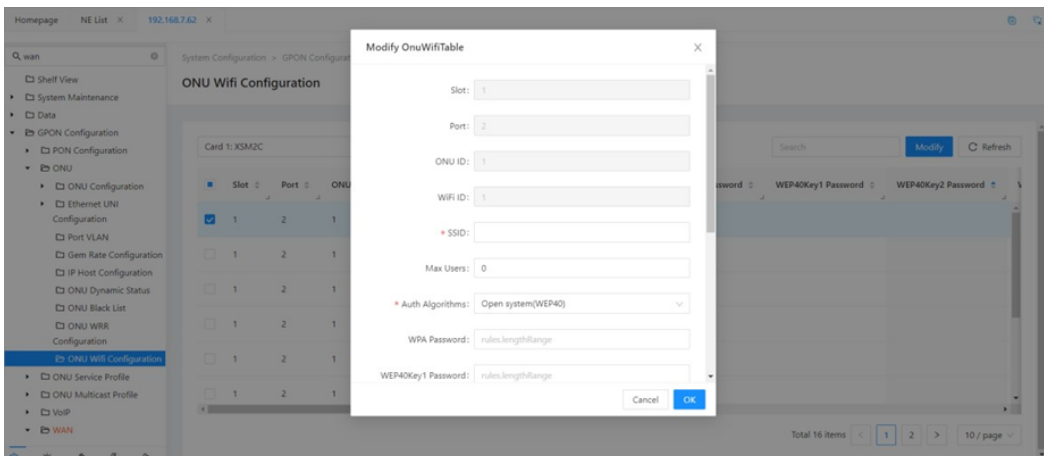 Homepage NE List × 192.168.7.62 ×
wan
Shelf View
System Maintenance
Data
GPON Configuration
PON Configuration
ONU
ONU Configuration
Ethernet UNI
Configuration
Port VLAN
Gem Rate Configuration
IP Host Configuration
ONU Dynamic Status
ONU Black List
ONU WRR
Configuration
ONU Wifi Configuration
ONU Service Profile
ONU Multicast Profile
VoIP
WAN
System Configuration > GPON Configurat
ONU Wifi Configuration
Card 1: XSM2C
Search Modify Refresh
Slot Port ONU ssword WEP40Key1 Password WEP40Key2 Password
1 2 1
1 2 1
1 2 1
1 2 1
1 2 1
1 2 1
Total 16 items < 1 2 > 10 / page
Modify OnuWifiTable
Slot: 1
Port: 2
ONU ID: 1
WiFi ID: 1
* SSID:
Max Users: 0
* Auth Algorithms: Open system(WEP40)
WPA Password: rules.lengthRange
WEP40Key1 Password: rules.lengthRange
Cancel OK